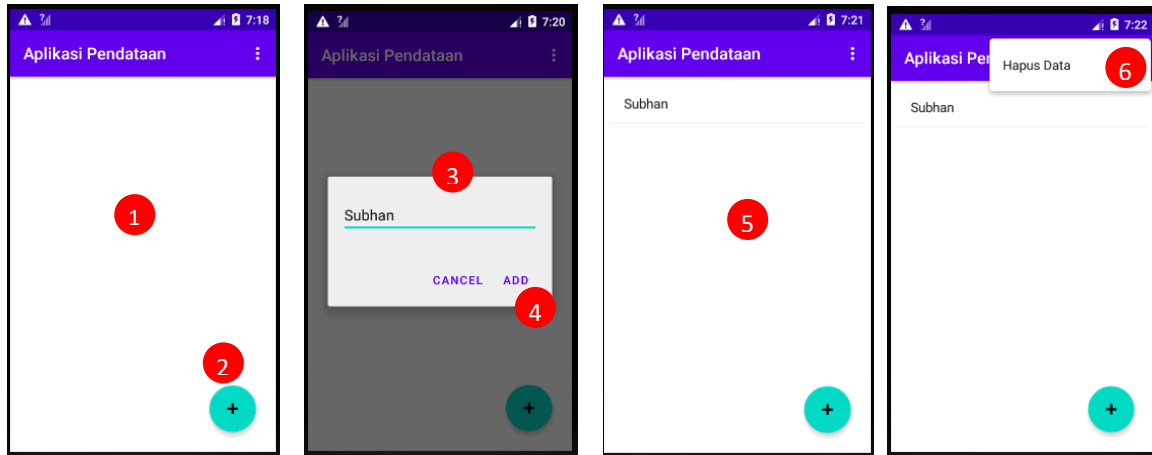 7:18
Aplikasi Pendataan
1
2
+
7:20
Aplikasi Pendataan
3
Subhan
CANCEL ADD
4
+
7:21
Aplikasi Pendataan
Subhan
5
+
7:22
Aplikasi Per
Hapus Data
6
Subhan
+